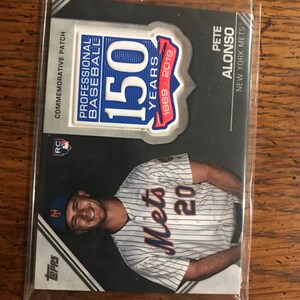 COMMEMORATIVE PATCH
PROFESSIONAL
BASEBALL
150
YEARS
1869-2019
PETE
ALONSO
NEW YORK METS
RC
Mets
20
TOPPS